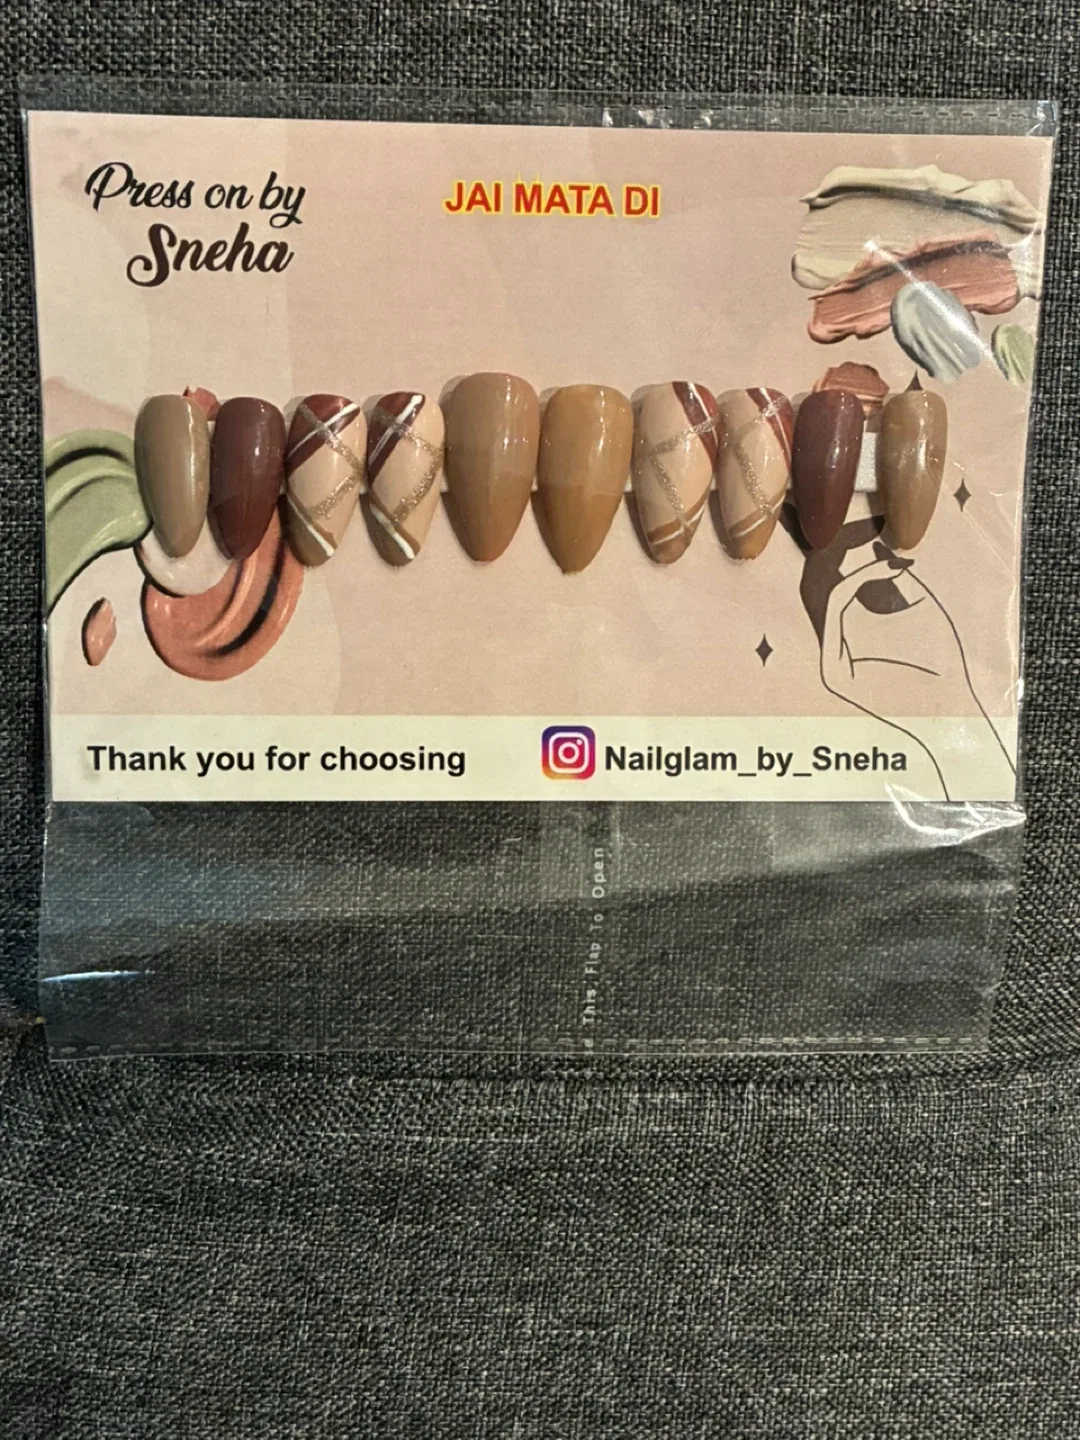 Press on by
Sneha
JAI MATA DI
Thank you for choosing
Nailglam_by_Sneha
This Flap To Open